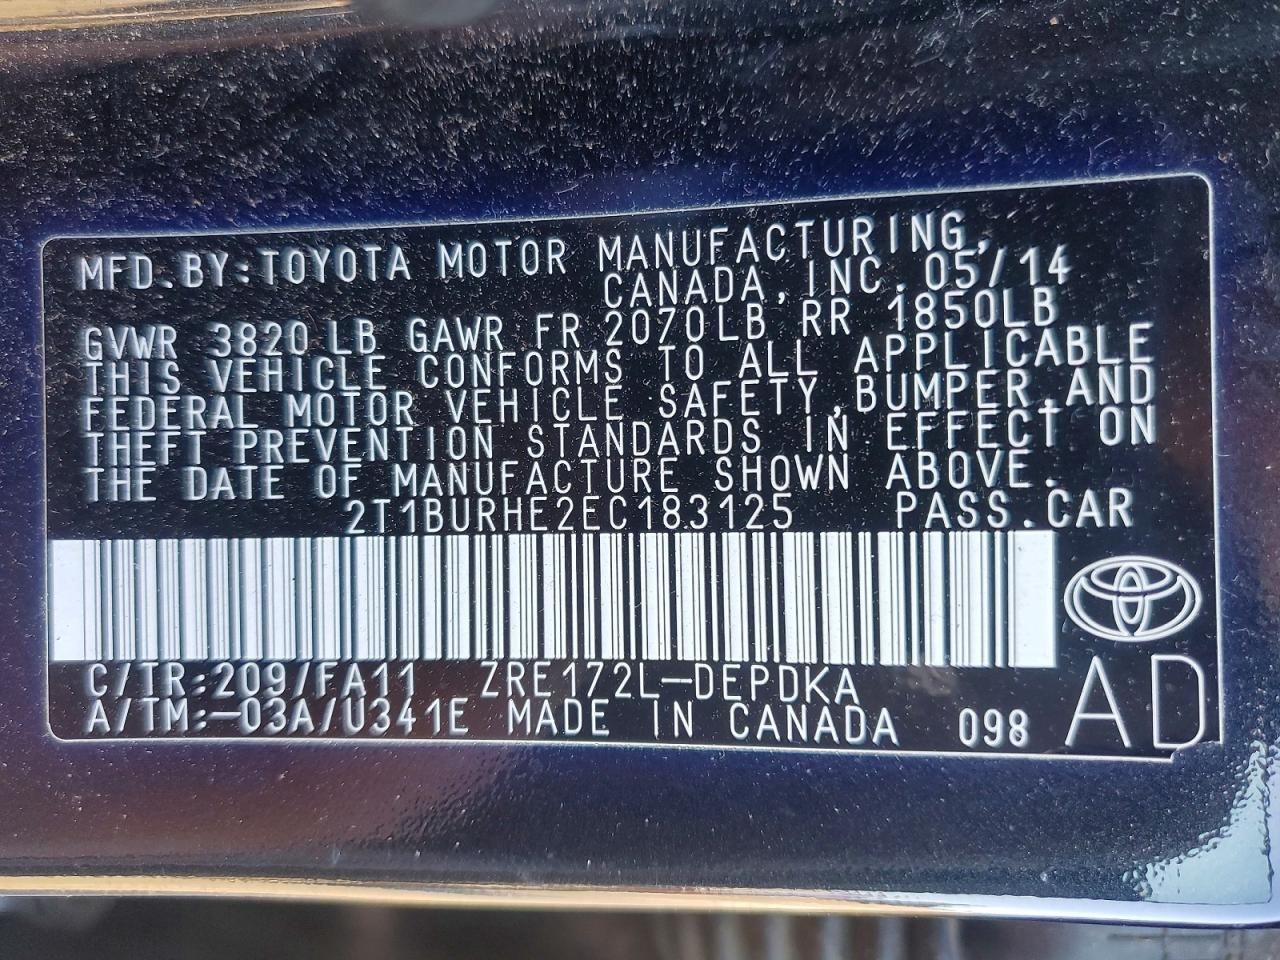 MFD.BY:TOYOTA MOTOR MANUFACTURING,
CANADA,INC. 05/14
GVWR 3820 LB GAWR FR 2070LB RR 1850LB
THIS VEHICLE CONFORMS TO ALL APPLICABLE
FEDERAL MOTOR VEHICLE SAFETY,BUMPER,AND
THEFT PREVENTION STANDARDS IN EFFECT ON
THE DATE OF MANUFACTURE SHOWN ABOVE.
2T1BURHE2EC183125 PASS.CAR
C/TR:209/FA11 ZRE172L-DEPDKA
A/TM:-03A/U341E MADE IN CANADA 098 AD